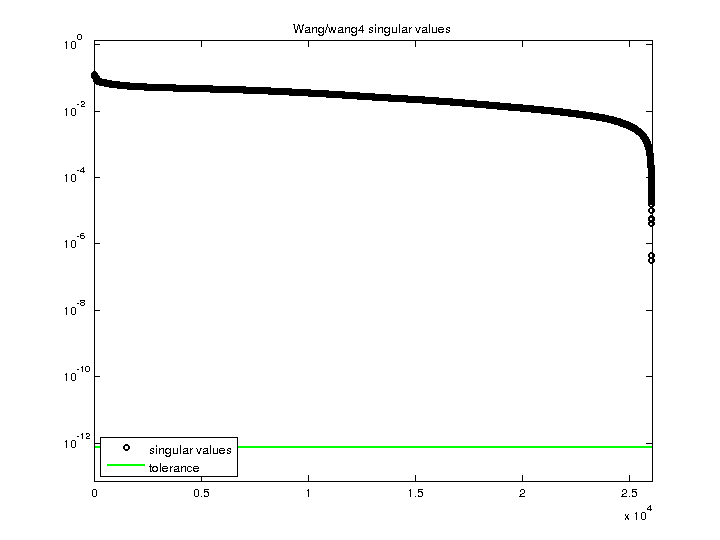 Wang/wang4 singular values
10^0
10^-2
10^-4
10^-6
10^-8
10^-10
10^-12
singular values
tolerance
0 0.5 1 1.5 2 2.5
x 10^4